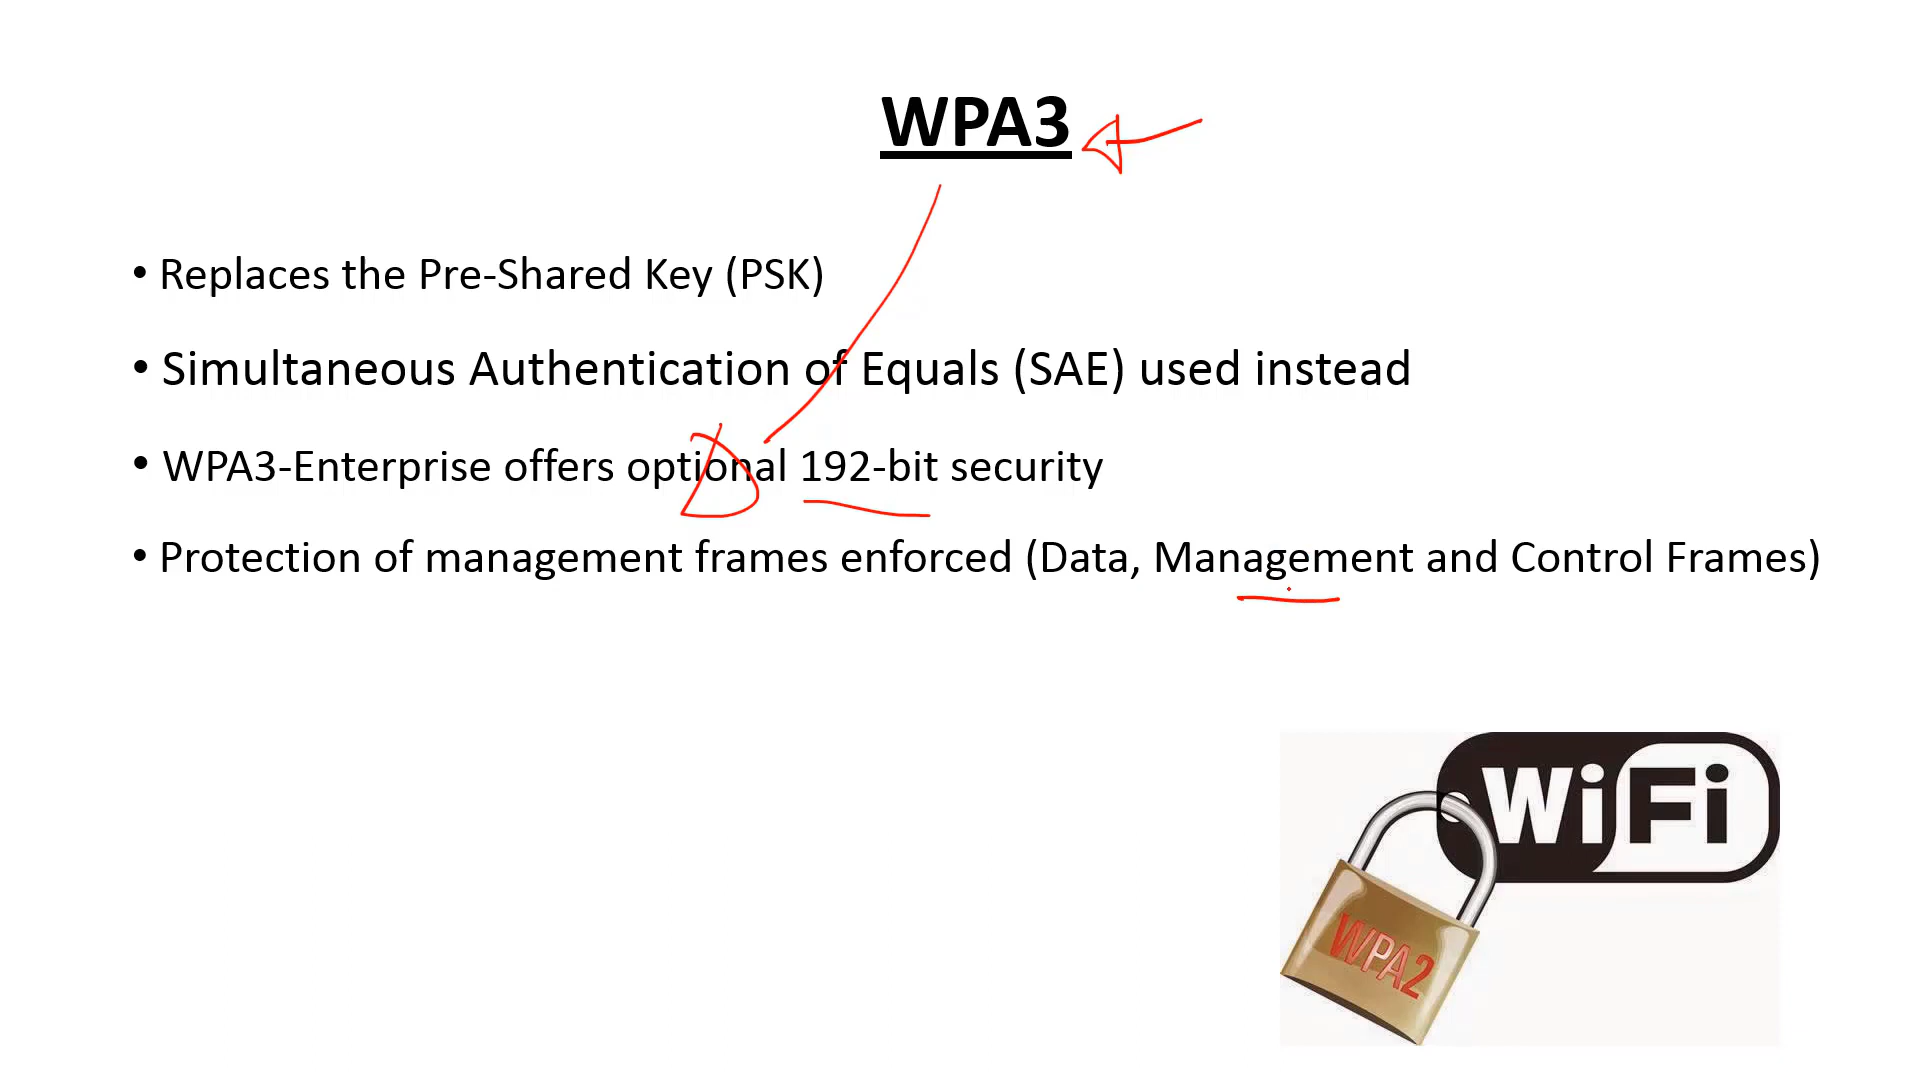 WPA3
• Replaces the Pre-Shared Key (PSK)
• Simultaneous Authentication of Equals (SAE) used instead
• WPA3-Enterprise offers optional 192-bit security
• Protection of management frames enforced (Data, Management and Control Frames)
WiFi
WPA2